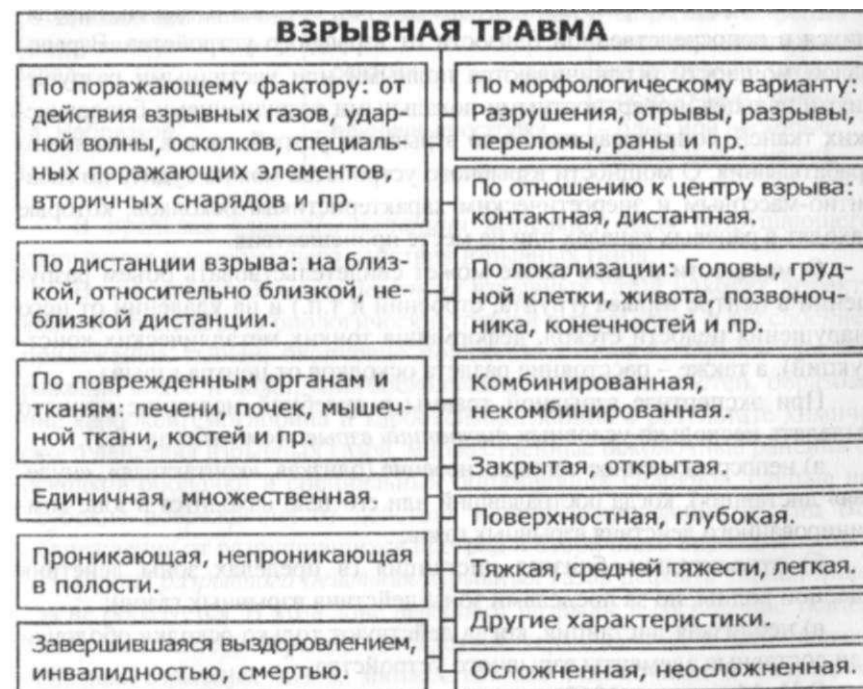 ВЗРЫВНАЯ ТРАВМА
По поражающему фактору: от
действия взрывных газов, удар-
ной волны, осколков, специаль-
ных поражающих элементов,
вторичных снарядов и пр.
По дистанции взрыва: на близ-
кой, относительно близкой, не-
близкой дистанции.
По поврежденным органам и
тканям: печени, почек, мышеч-
ной ткани, костей и пр.
Единичная, множественная.
Проникающая, непроникающая
в полости.
Завершившаяся выздоровлением,
инвалидностью, смертью.
По морфологическому варианту:
Разрушения, отрывы, разрывы,
переломы, раны и пр.
По отношению к центру взрыва:
контактная, дистантная.
По локализации: Головы, груд-
ной клетки, живота, позвоноч-
ника, конечностей и пр.
Комбинированная,
некомбинированная.
Закрытая, открытая.
Поверхностная, глубокая.
Тяжкая, средней тяжести, легкая.
Другие характеристики.
Осложненная, неосложненная.